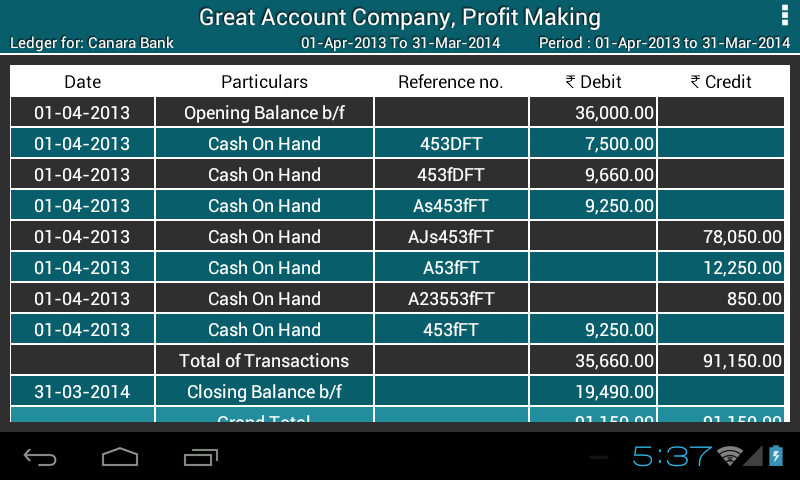 Great Account Company, Profit Making
Ledger for: Canara Bank 01-Apr-2013 To 31-Mar-2014 Period : 01-Apr-2013 to 31-Mar-2014
Date Particulars Reference no. ₹ Debit ₹ Credit
01-04-2013 Opening Balance b/f 36,000.00
01-04-2013 Cash On Hand 453DFT 7,500.00
01-04-2013 Cash On Hand 453fDFT 9,660.00
01-04-2013 Cash On Hand As453fFT 9,250.00
01-04-2013 Cash On Hand AJs453fFT 78,050.00
01-04-2013 Cash On Hand A53fFT 12,250.00
01-04-2013 Cash On Hand A23553fFT 850.00
01-04-2013 Cash On Hand 453fFT 9,250.00
Total of Transactions 35,660.00 91,150.00
31-03-2014 Closing Balance b/f 19,490.00
Grand Total 91,150.00 91,150.00
5:37